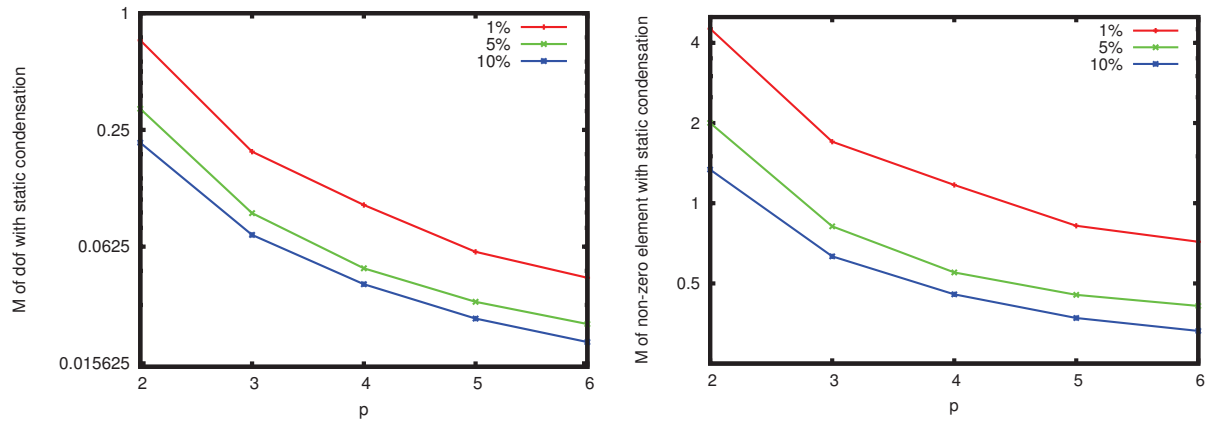 M of dof with static condensation
1
0.25
0.0625
0.015625
1%
5%
10%
2 3 4 5 6
p
M of non-zero element with static condensation
4
2
1
0.5
1%
5%
10%
2 3 4 5 6
p